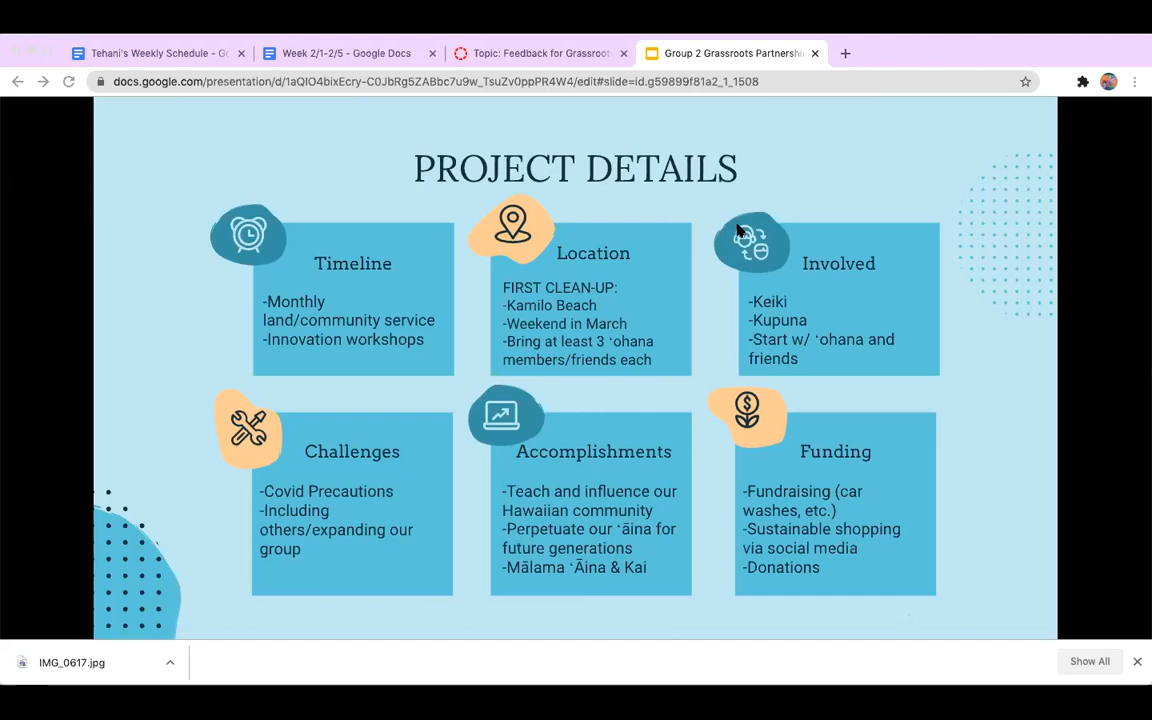 Tehani's Weekly Schedule - Go
Week 2/1-2/5 - Google Docs
Topic: Feedback for Grassroots
Group 2 Grassroots Partnershi
docs.google.com/presentation/d/1aQIO4bixEcry-C0JbRg5ZABbc7u9w_TsuZv0ppPR4W4/edit#slide=id.g59899f81a2_1_1508
PROJECT DETAILS
Timeline
-Monthly
land/community service
-Innovation workshops
Location
FIRST CLEAN-UP:
-Kamilo Beach
-Weekend in March
-Bring at least 3 ʻohana
members/friends each
Involved
-Keiki
-Kupuna
-Start w/ ʻohana and
friends
Challenges
-Covid Precautions
-Including
others/expanding our
group
Accomplishments
-Teach and influence our
Hawaiian community
-Perpetuate our ʻāina for
future generations
-Mālama ʻĀina & Kai
Funding
-Fundraising (car
washes, etc.)
-Sustainable shopping
via social media
-Donations
IMG_0617.jpg
Show All